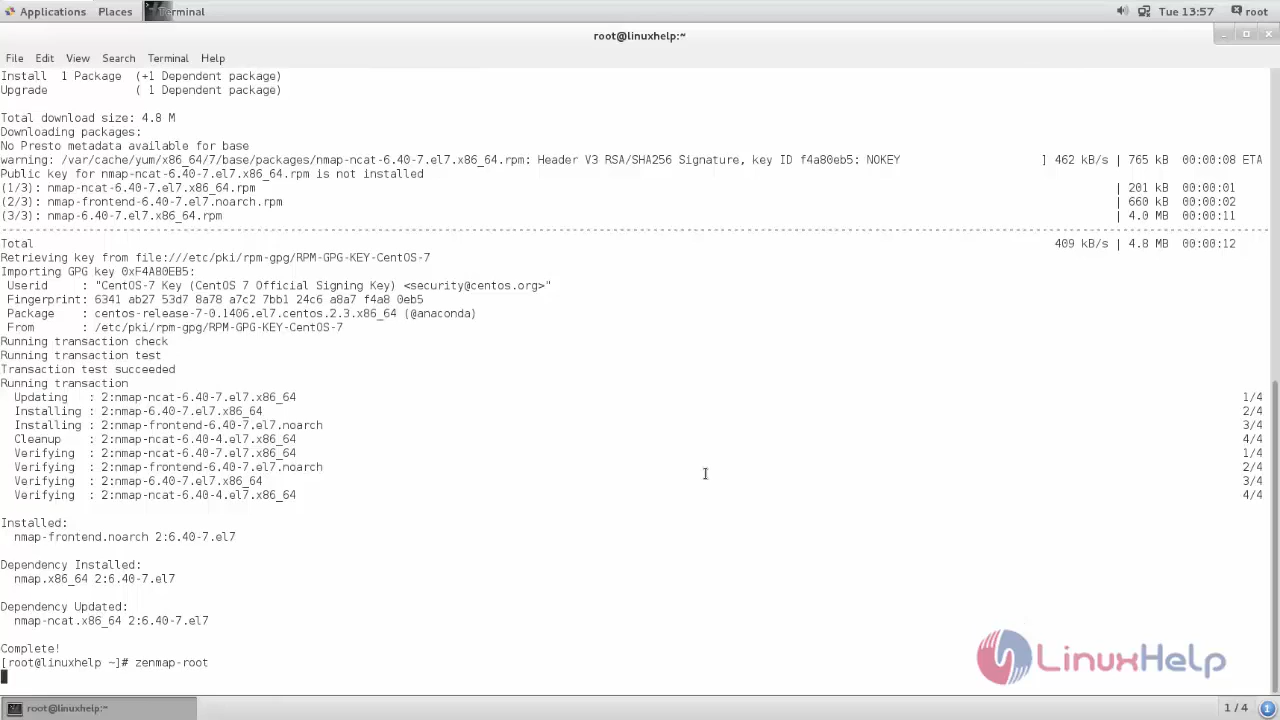 Applications Places Terminal Tue 13:57 root
root@linuxhelp:~
File Edit View Search Terminal Help
Install 1 Package (+1 Dependent package)
Upgrade ( 1 Dependent package)
Total download size: 4.8 M
Downloading packages:
No Presto metadata available for base
warning: /var/cache/yum/x86_64/7/base/packages/nmap-ncat-6.40-7.el7.x86_64.rpm: Header V3 RSA/SHA256 Signature, key ID f4a80eb5: NOKEY ] 462 kB/s | 765 kB 00:00:08 ETA
Public key for nmap-ncat-6.40-7.el7.x86_64.rpm is not installed
(1/3): nmap-ncat-6.40-7.el7.x86_64.rpm | 201 kB 00:00:01
(2/3): nmap-frontend-6.40-7.el7.noarch.rpm | 660 kB 00:00:02
(3/3): nmap-6.40-7.el7.x86_64.rpm | 4.0 MB 00:00:11
--------------------------------------------------------------------------------
Total 409 kB/s | 4.8 MB 00:00:12
Retrieving key from file:///etc/pki/rpm-gpg/RPM-GPG-KEY-CentOS-7
Importing GPG key 0xF4A80EB5:
Userid : "CentOS-7 Key (CentOS 7 Official Signing Key) <security@centos.org>"
Fingerprint: 6341 ab27 53d7 8a78 a7c2 7bb1 24c6 a8a7 f4a8 0eb5
Package : centos-release-7-0.1406.el7.centos.2.3.x86_64 (@anaconda)
From : /etc/pki/rpm-gpg/RPM-GPG-KEY-CentOS-7
Running transaction check
Running transaction test
Transaction test succeeded
Running transaction
Updating : 2:nmap-ncat-6.40-7.el7.x86_64 1/4
Installing : 2:nmap-6.40-7.el7.x86_64 2/4
Installing : 2:nmap-frontend-6.40-7.el7.noarch 3/4
Cleanup : 2:nmap-ncat-6.40-4.el7.x86_64 4/4
Verifying : 2:nmap-ncat-6.40-7.el7.x86_64 1/4
Verifying : 2:nmap-frontend-6.40-7.el7.noarch 2/4
Verifying : 2:nmap-6.40-7.el7.x86_64 3/4
Verifying : 2:nmap-ncat-6.40-4.el7.x86_64 4/4
Installed:
nmap-frontend.noarch 2:6.40-7.el7
Dependency Installed:
nmap.x86_64 2:6.40-7.el7
Dependency Updated:
nmap-ncat.x86_64 2:6.40-7.el7
Complete!
[root@linuxhelp ~]# zenmap-root
LinuxHelp
root@linuxhelp:~ 1 / 4 1